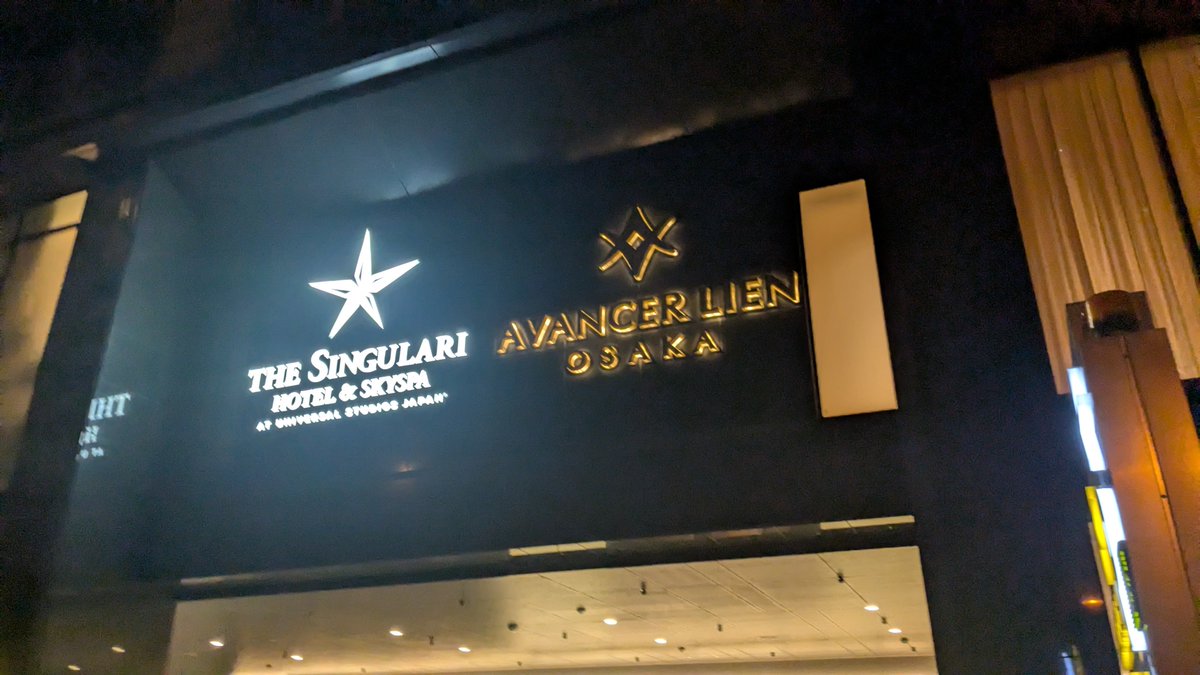 THE SINGULARI
HOTEL & SKYSPA
AT UNIVERSAL STUDIOS JAPAN
AVANCER LIEN
OSAKA